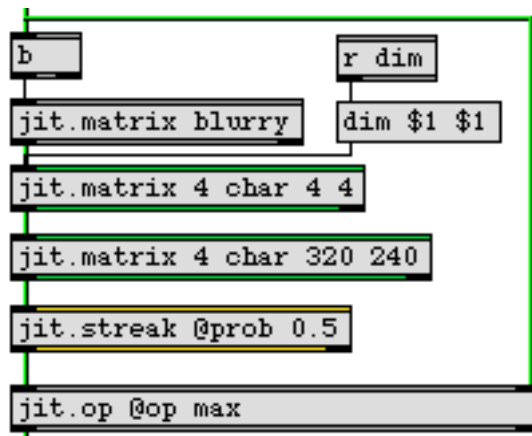 b
r dim
jit.matrix blurry
dim $1 $1
jit.matrix 4 char 4 4
jit.matrix 4 char 320 240
jit.streak @prob 0.5
jit.op @op max